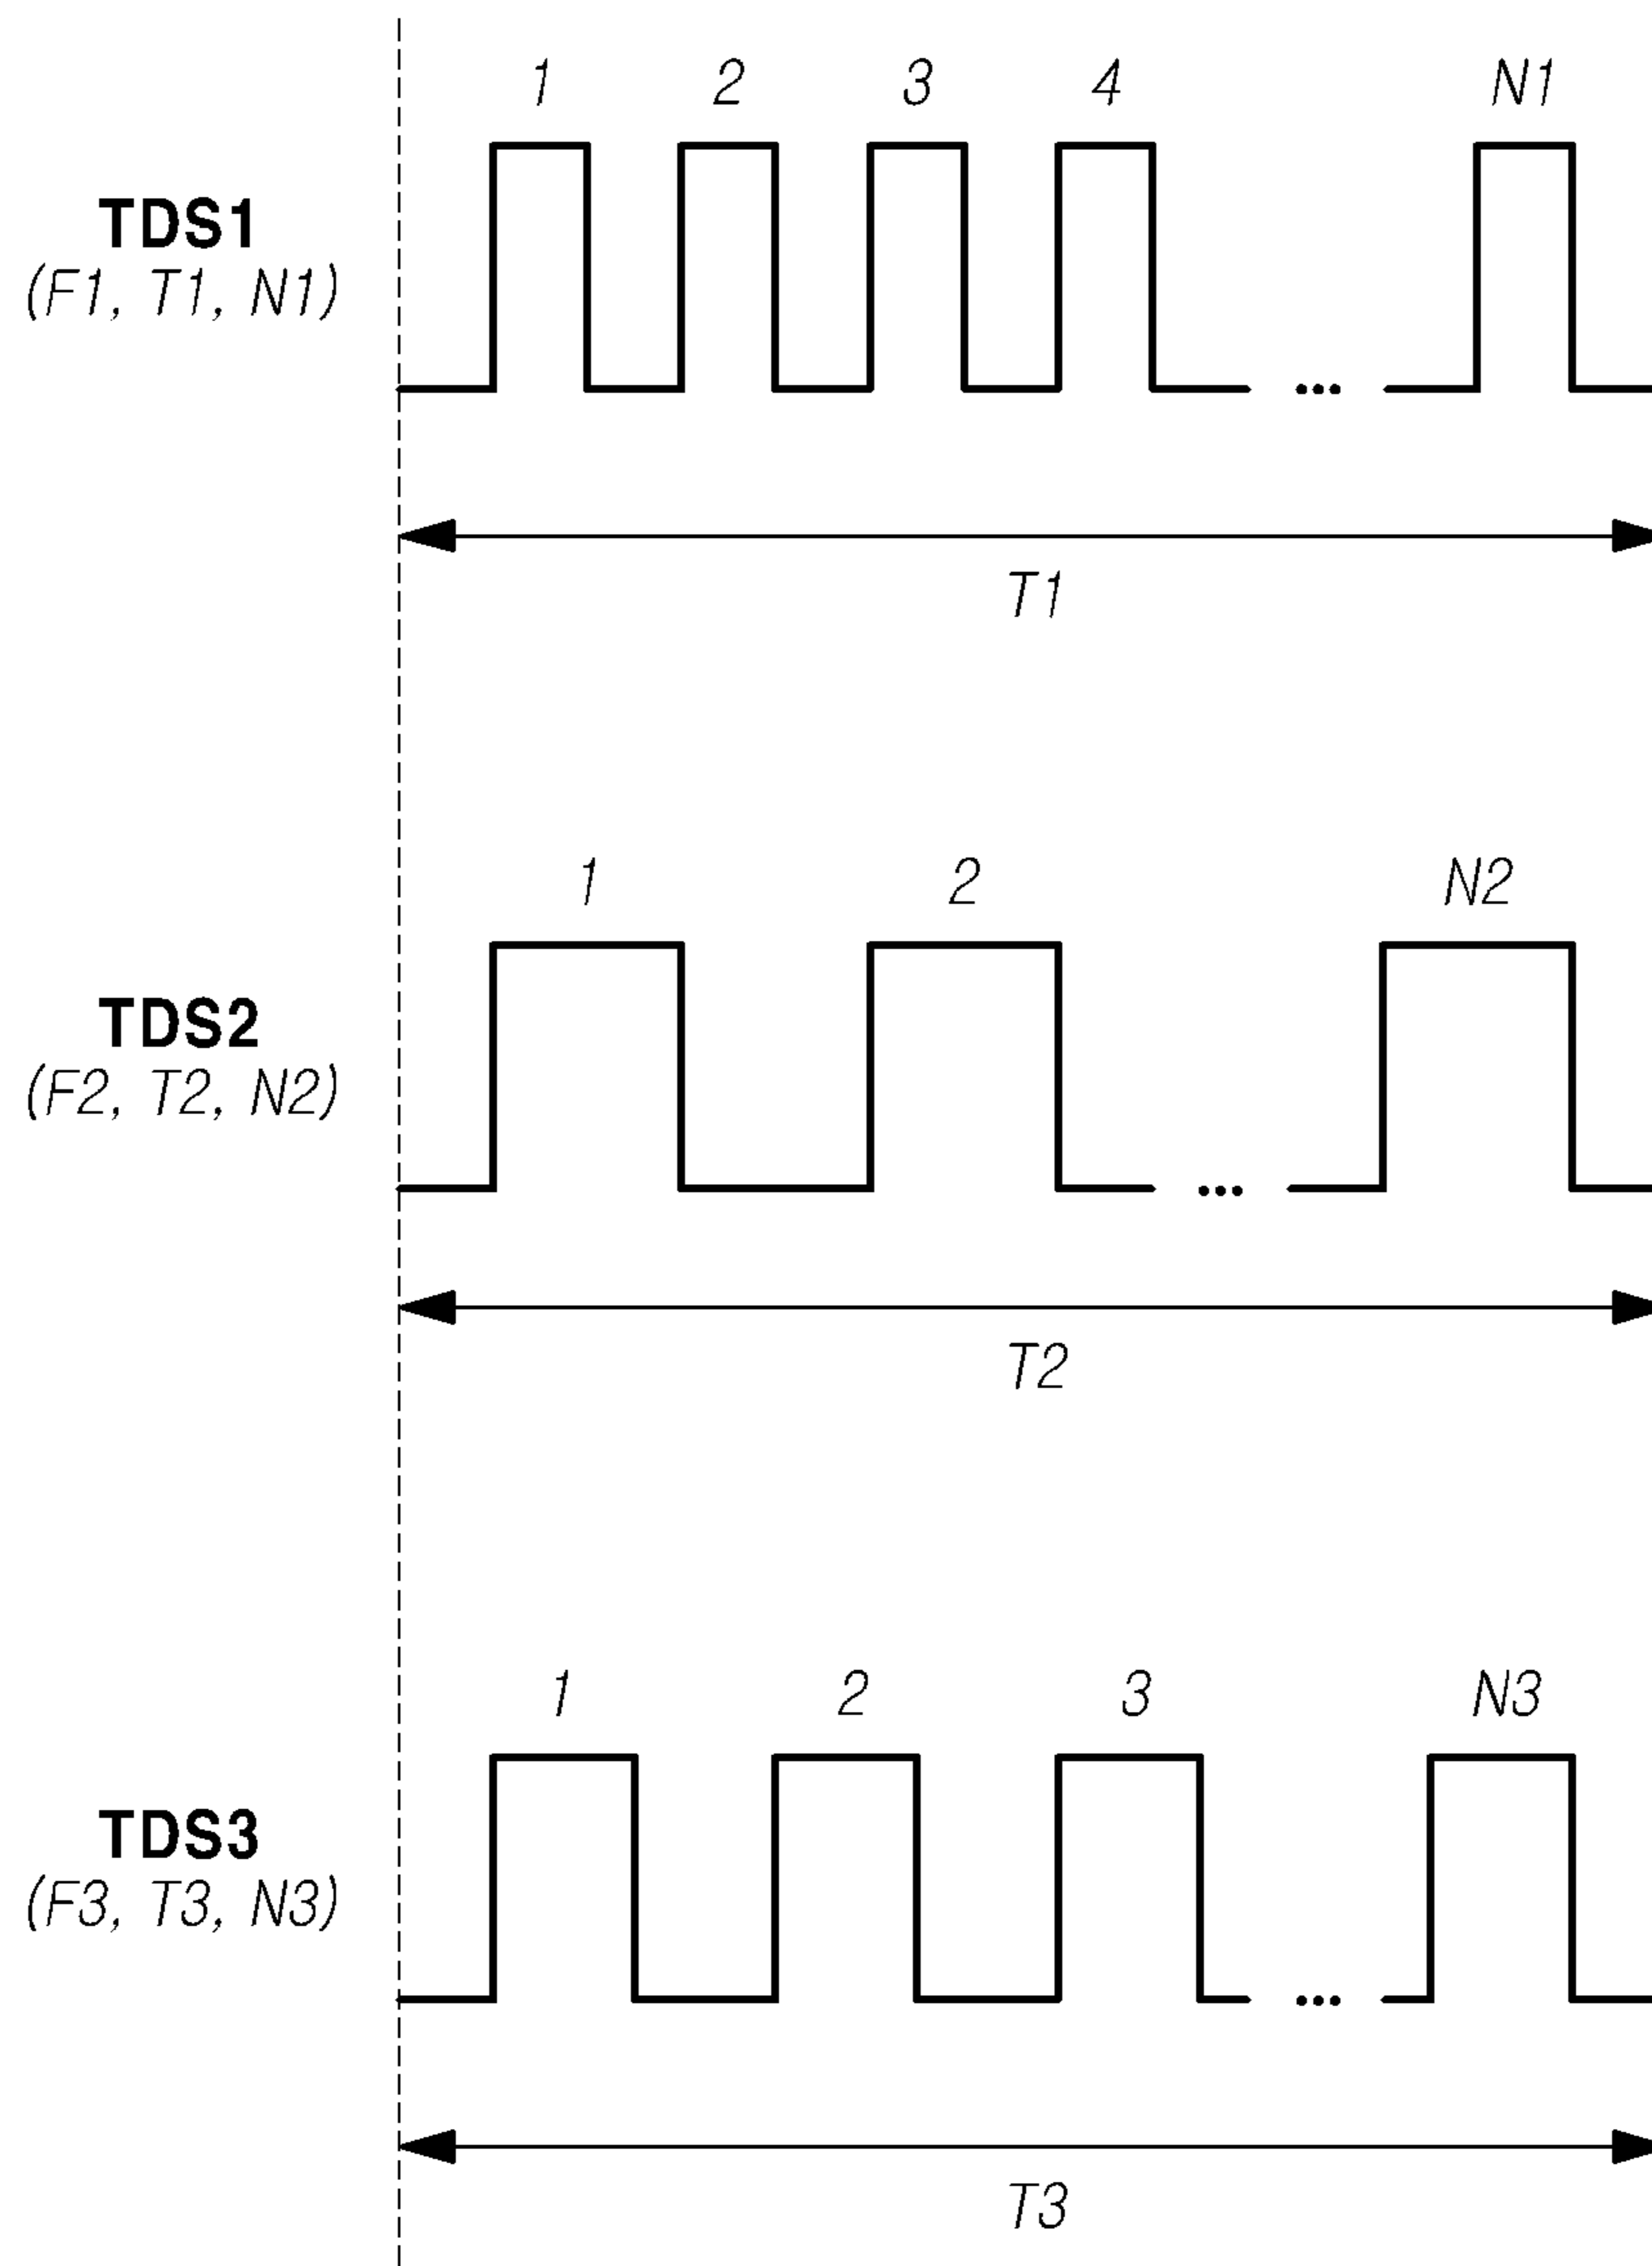 1 2 3 4 N1
TDS1
(F1, T1, N1)
...
T1
1 2 N2
TDS2
(F2, T2, N2)
...
T2
1 2 3 N3
TDS3
(F3, T3, N3)
...
T3